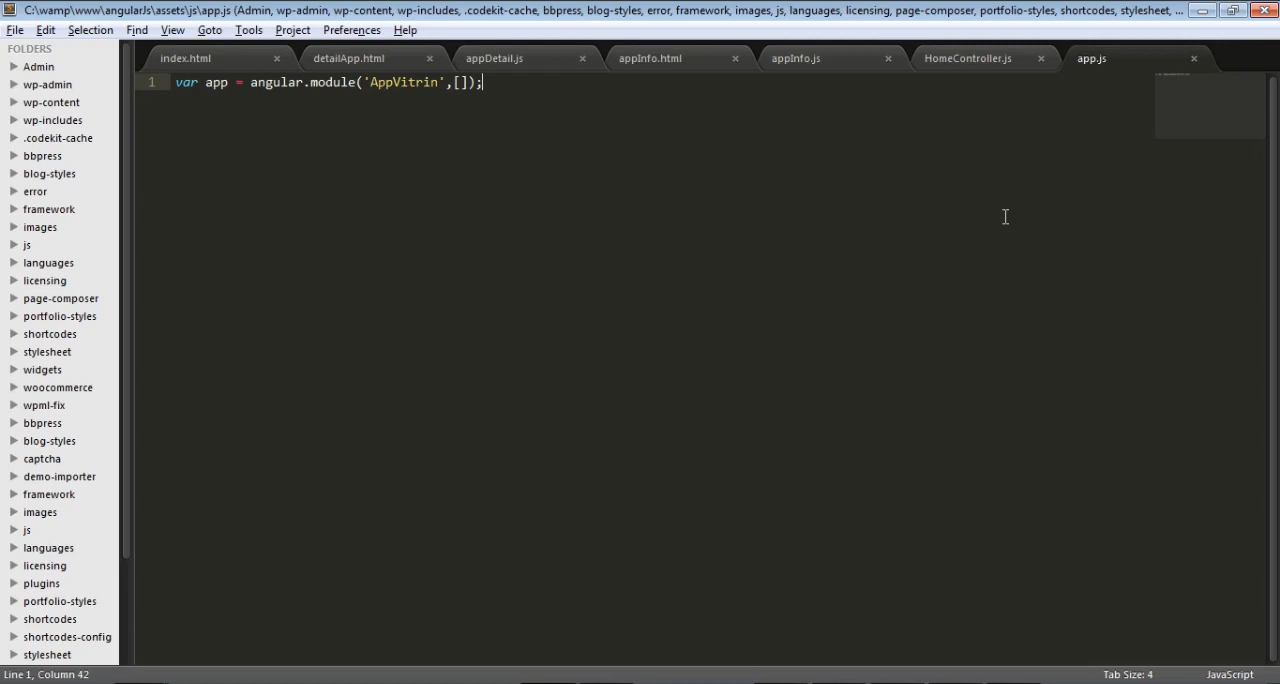 C:\wamp\www\angularJs\assets\js\app.js (Admin, wp-admin, wp-content, wp-includes, .codekit-cache, bbpress, blog-styles, error, framework, images, js, languages, licensing, page-composer, portfolio-styles, shortcodes, stylesheet, ...
File Edit Selection Find View Goto Tools Project Preferences Help
FOLDERS
Admin
wp-admin
wp-content
wp-includes
.codekit-cache
bbpress
blog-styles
error
framework
images
js
languages
licensing
page-composer
portfolio-styles
shortcodes
stylesheet
widgets
woocommerce
wpml-fix
bbpress
blog-styles
captcha
demo-importer
framework
images
js
languages
licensing
plugins
portfolio-styles
shortcodes
shortcodes-config
stylesheet
index.html detailApp.html appDetail.js appInfo.html appInfo.js HomeController.js app.js
1 var app = angular.module('AppVitrin',[]);
Line 1, Column 42 Tab Size: 4 JavaScript